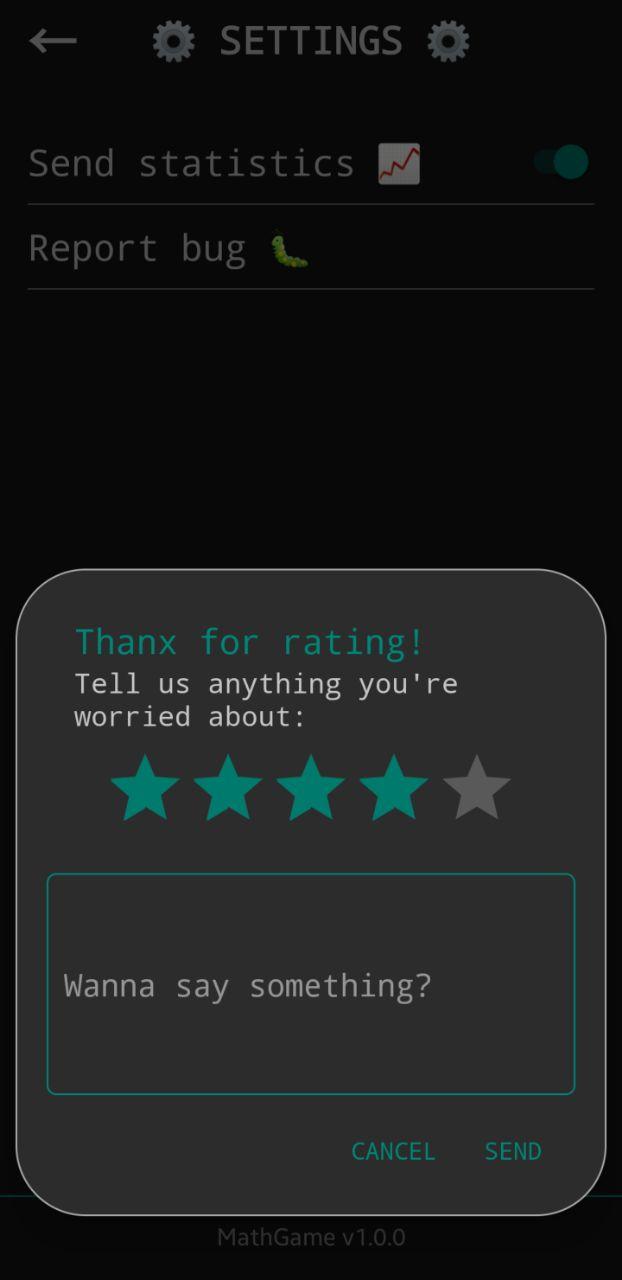 SETTINGS
Send statistics
Report bug
Thanx for rating!
Tell us anything you're
worried about:
Wanna say something?
CANCEL SEND
MathGame v1.0.0